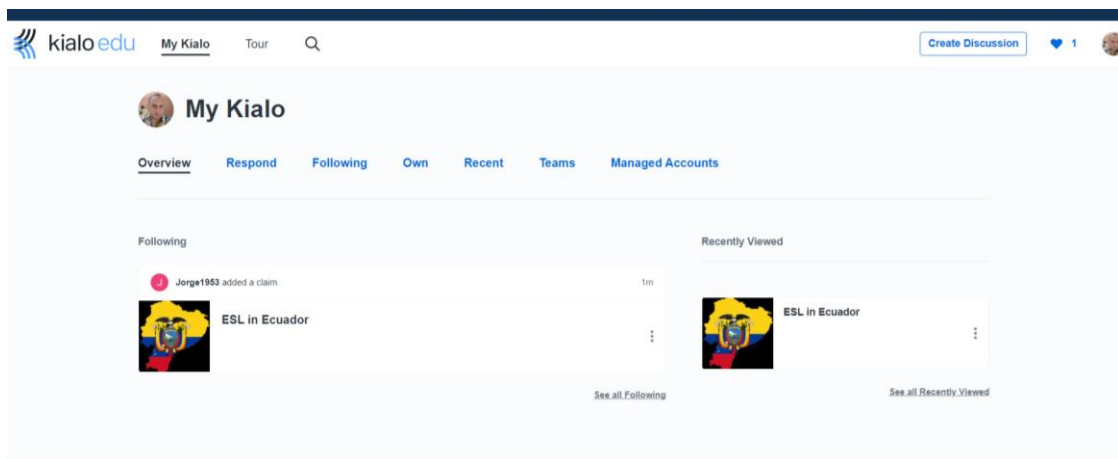 kialo edu My Kialo Tour Create Discussion 1
My Kialo
Overview Respond Following Own Recent Teams Managed Accounts
Following
J Jorge1953 added a claim 1m
ESL in Ecuador
See all Following
Recently Viewed
ESL in Ecuador
See all Recently Viewed